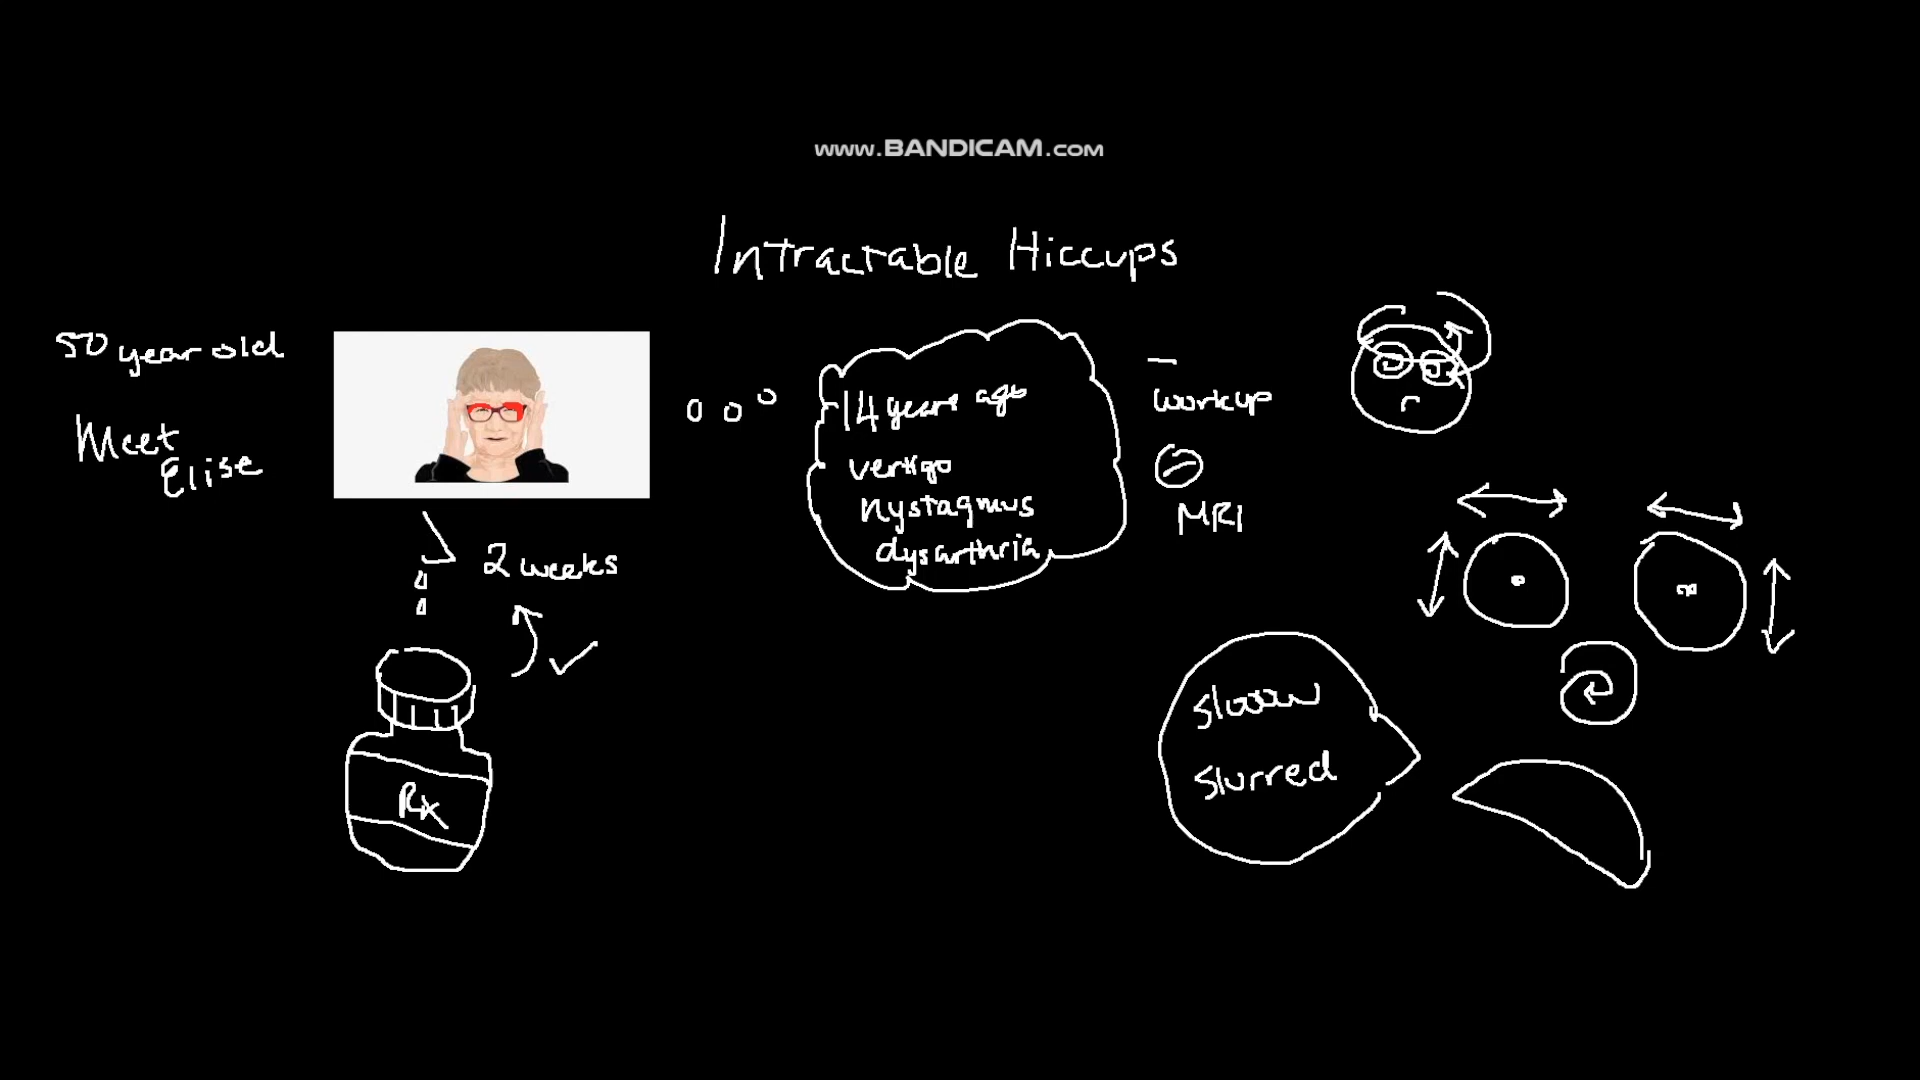 www.BANDICAM.com
Intractable Hiccups
50 year old
Meet
Elise
2 weeks
Rx
-14 years ago
vertigo
nystagmus
dysarthria
workup
MRI
slooow
slurred